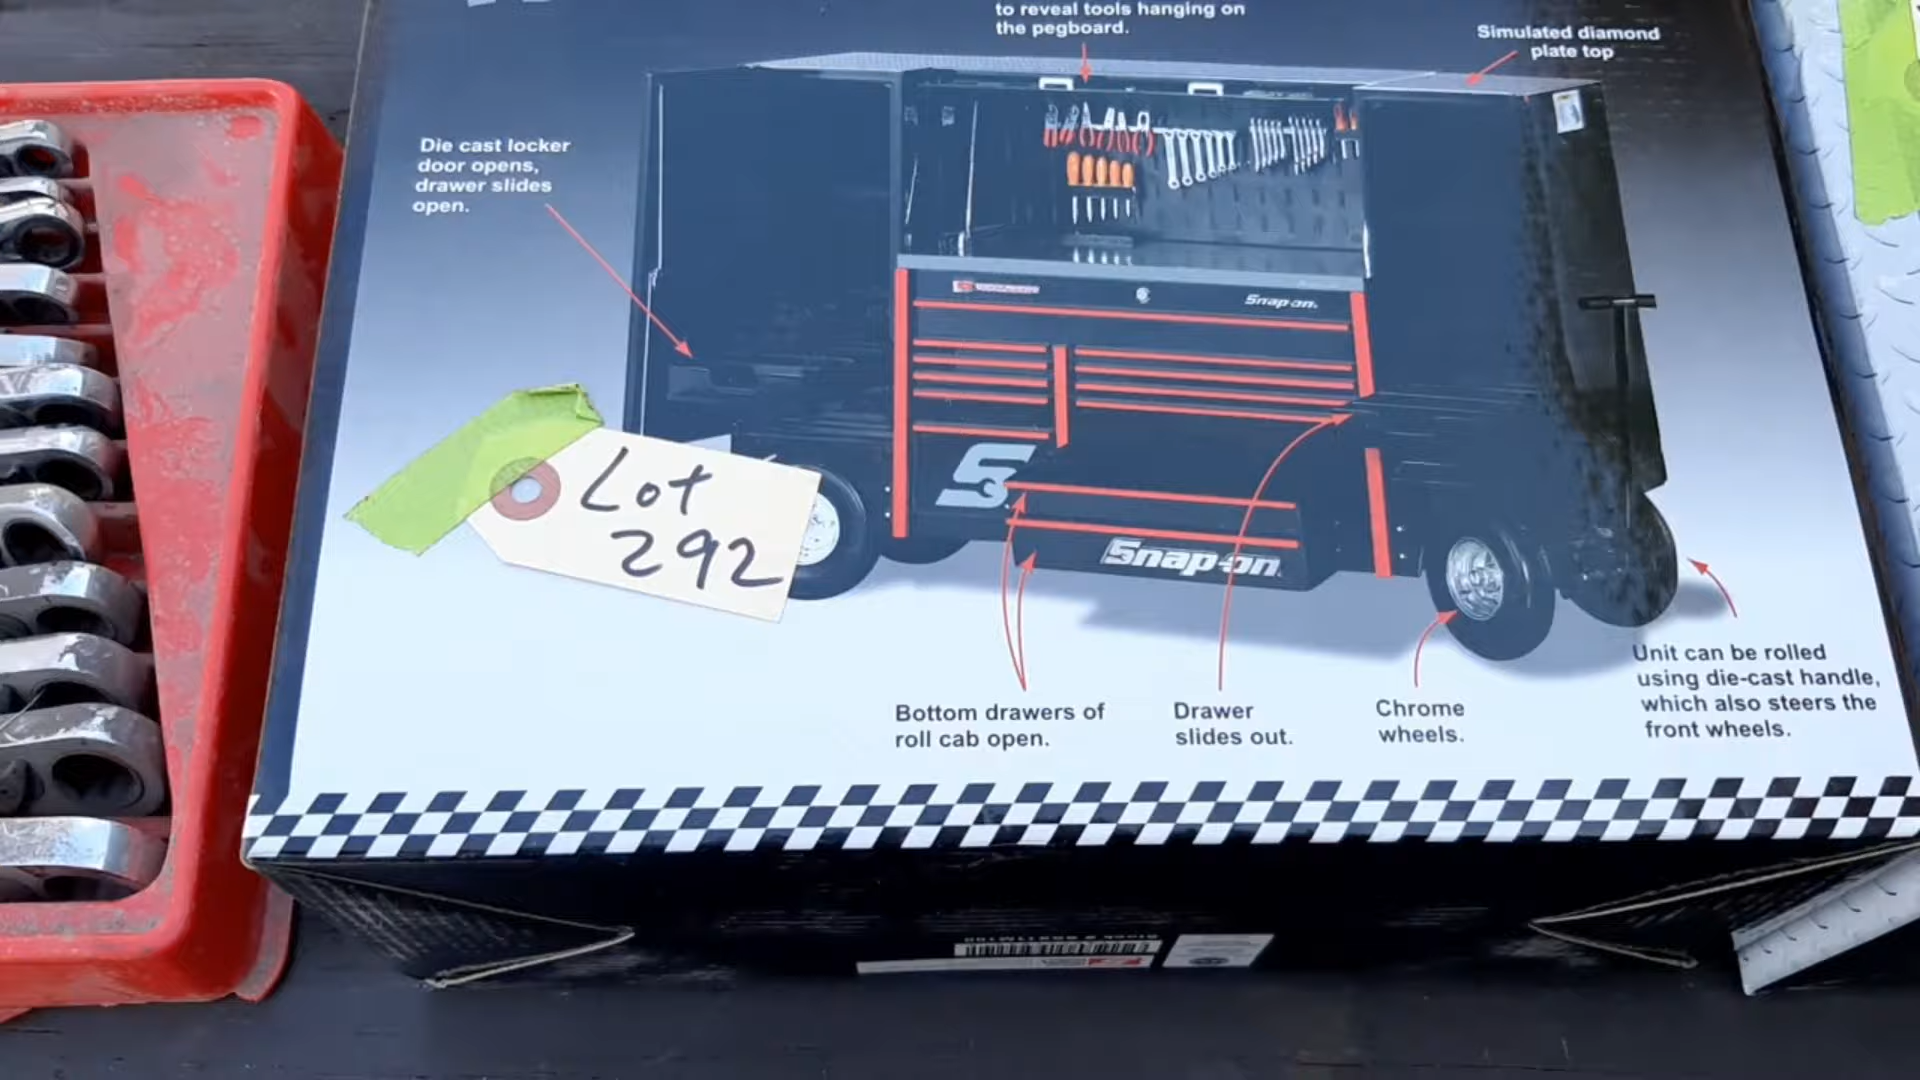 to reveal tools hanging on
the pegboard.
Simulated diamond
plate top
Die cast locker
door opens,
drawer slides
open.
Snap-on
Lot
292
Snap-on
Bottom drawers of
roll cab open.
Drawer
slides out.
Chrome
wheels.
Unit can be rolled
using die-cast handle,
which also steers the
front wheels.